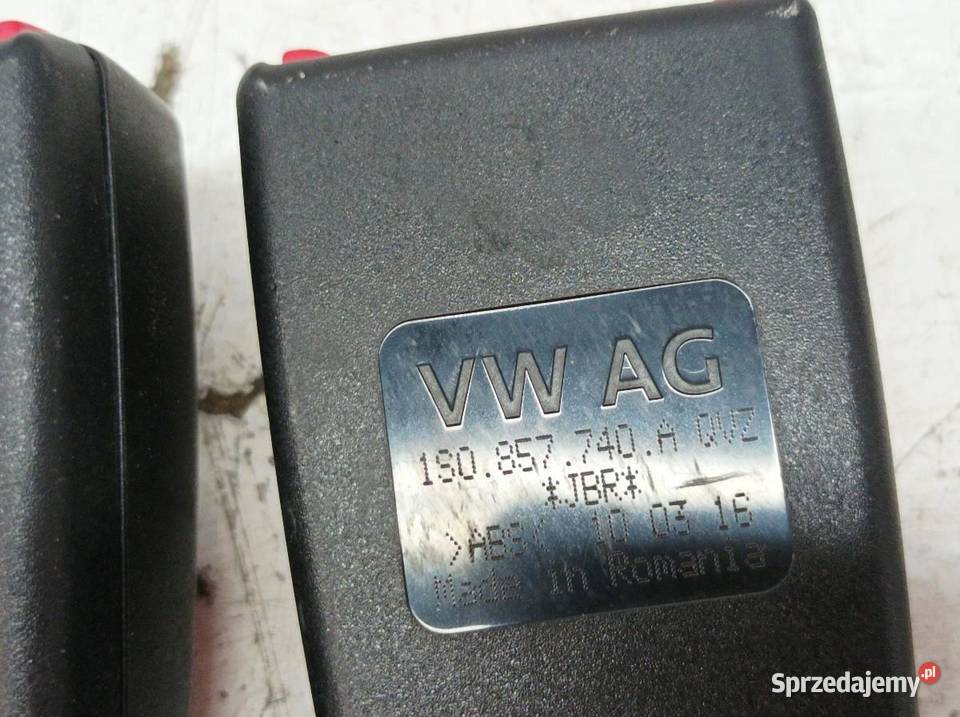 VW AG
1S0.857.740.A QVZ
*JBR*
>ABS< 10 03 16
Made in Romania
Sprzedajemy.pl